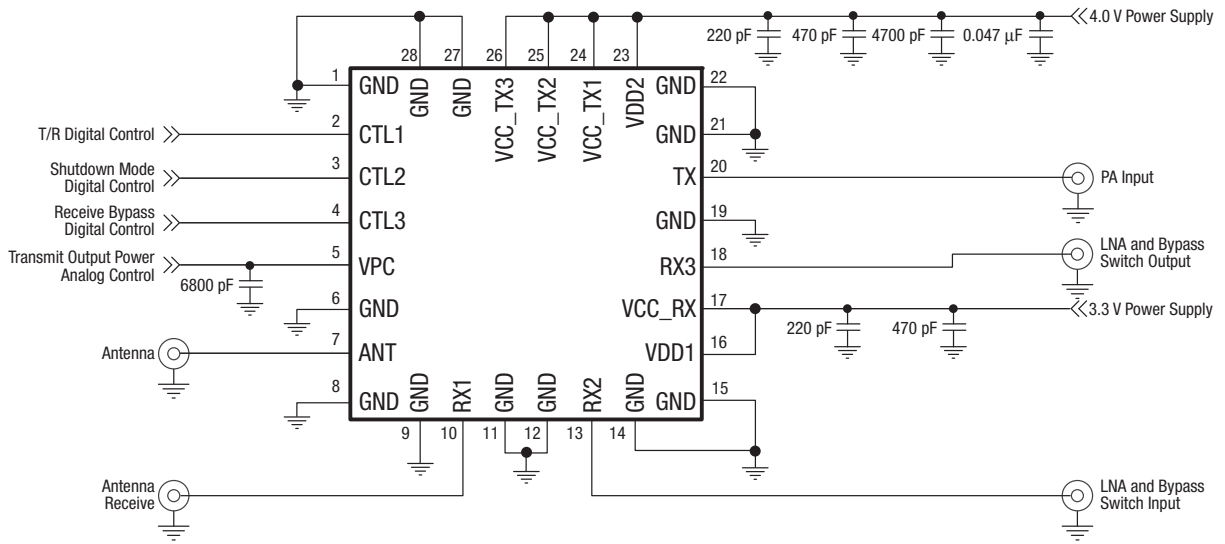 4.0 V Power Supply
220 pF
470 pF
4700 pF
0.047 μF
28
27
26
25
24
23
GND
GND
VCC_TX3
VCC_TX2
VCC_TX1
VDD2
1
GND
GND
22
T/R Digital Control
2
CTL1
GND
21
Shutdown Mode
Digital Control
3
CTL2
TX
20
PA Input
Receive Bypass
Digital Control
4
CTL3
GND
19
Transmit Output Power
Analog Control
5
VPC
6800 pF
RX3
18
LNA and Bypass
Switch Output
6
GND
VCC_RX
17
3.3 V Power Supply
220 pF
470 pF
Antenna
7
ANT
VDD1
16
8
GND
GND
RX1
GND
GND
RX2
GND
GND
15
9
10
11
12
13
14
Antenna
Receive
LNA and Bypass
Switch Input